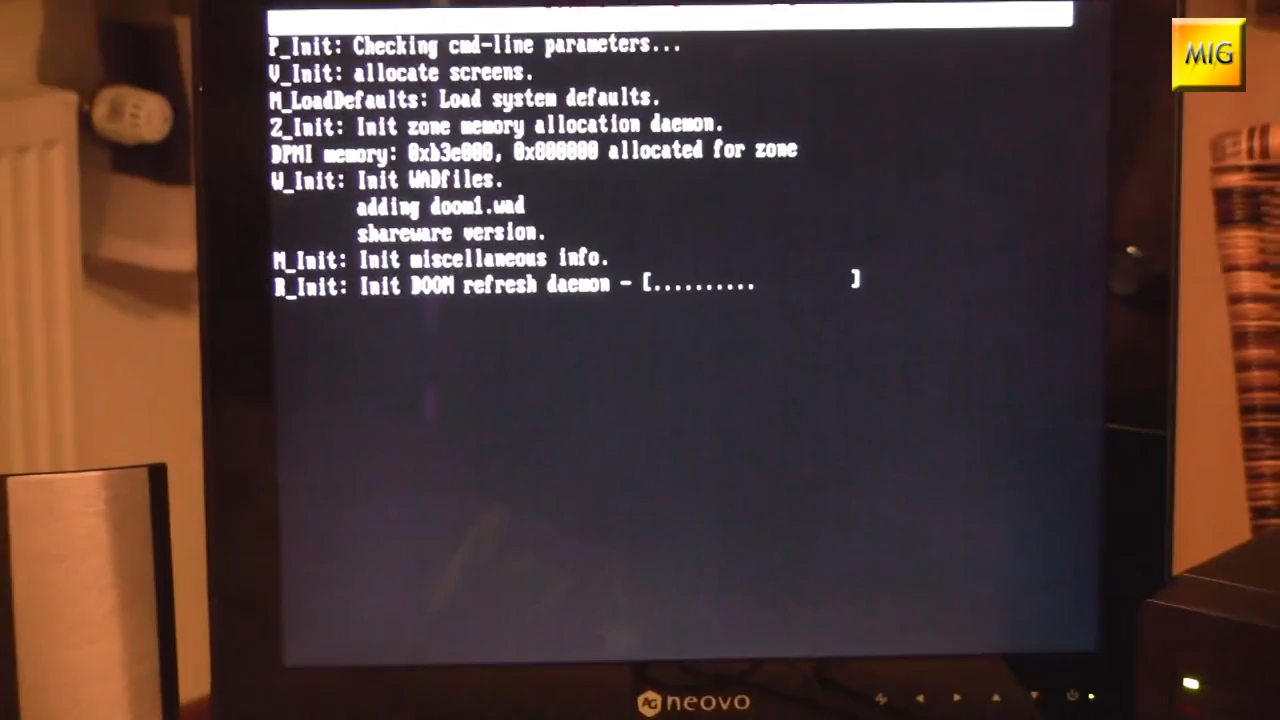 MIG
P_Init: Checking cmd-line parameters...
V_Init: allocate screens.
M_LoadDefaults: Load system defaults.
Z_Init: Init zone memory allocation daemon.
DPMI memory: 0xb3e000, 0x800000 allocated for zone
W_Init: Init WADfiles.
adding doom1.wad
shareware version.
M_Init: Init miscellaneous info.
R_Init: Init DOOM refresh daemon - [..........          ]
AG neovo